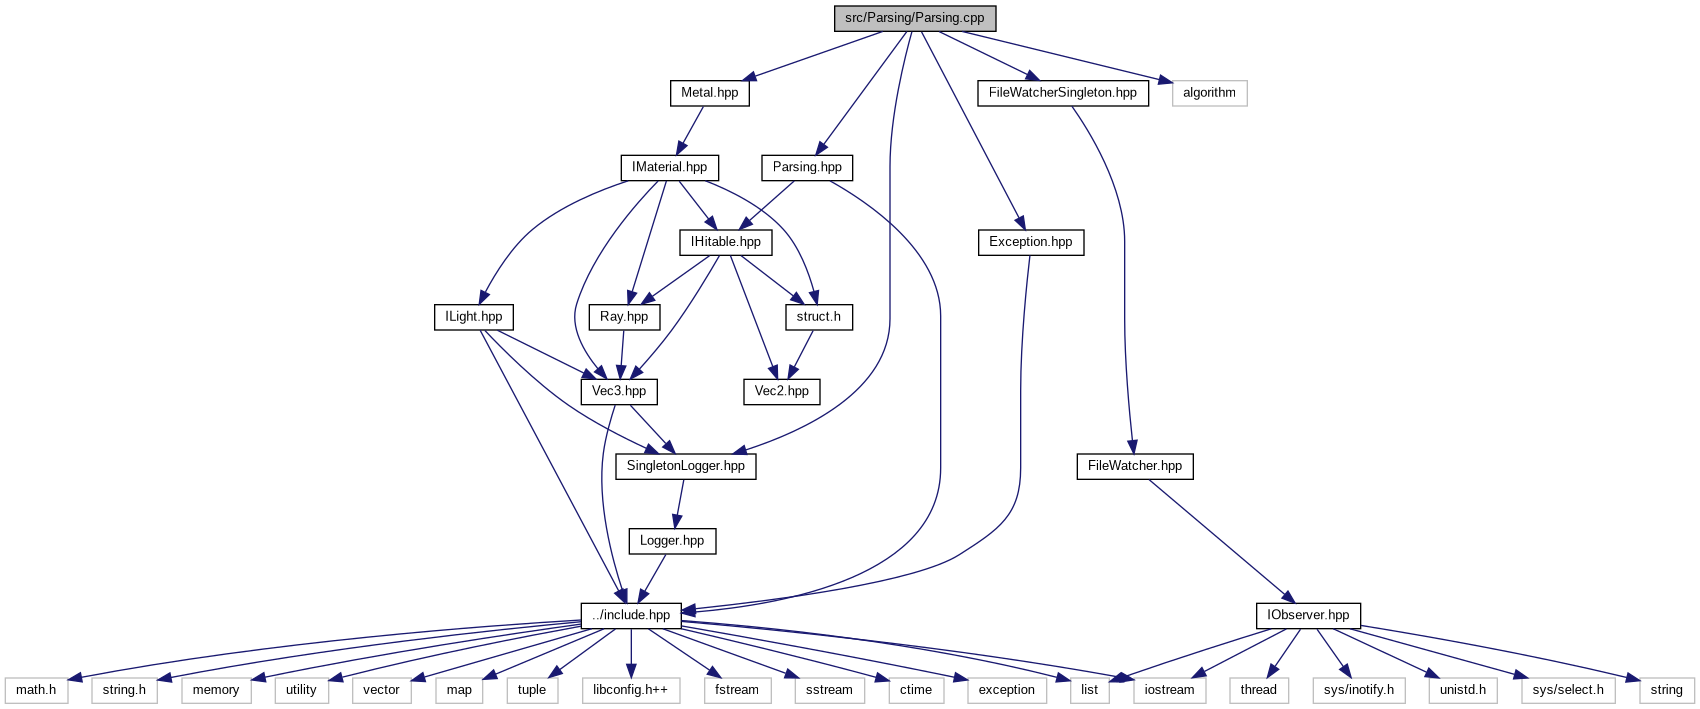 src/Parsing/Parsing.cpp
Metal.hpp
FileWatcherSingleton.hpp
algorithm
IMaterial.hpp
Parsing.hpp
IHitable.hpp
Exception.hpp
ILight.hpp
Ray.hpp
struct.h
Vec3.hpp
Vec2.hpp
SingletonLogger.hpp
FileWatcher.hpp
Logger.hpp
../include.hpp
IObserver.hpp
math.h
string.h
memory
utility
vector
map
tuple
libconfig.h++
fstream
sstream
ctime
exception
list
iostream
thread
sys/inotify.h
unistd.h
sys/select.h
string